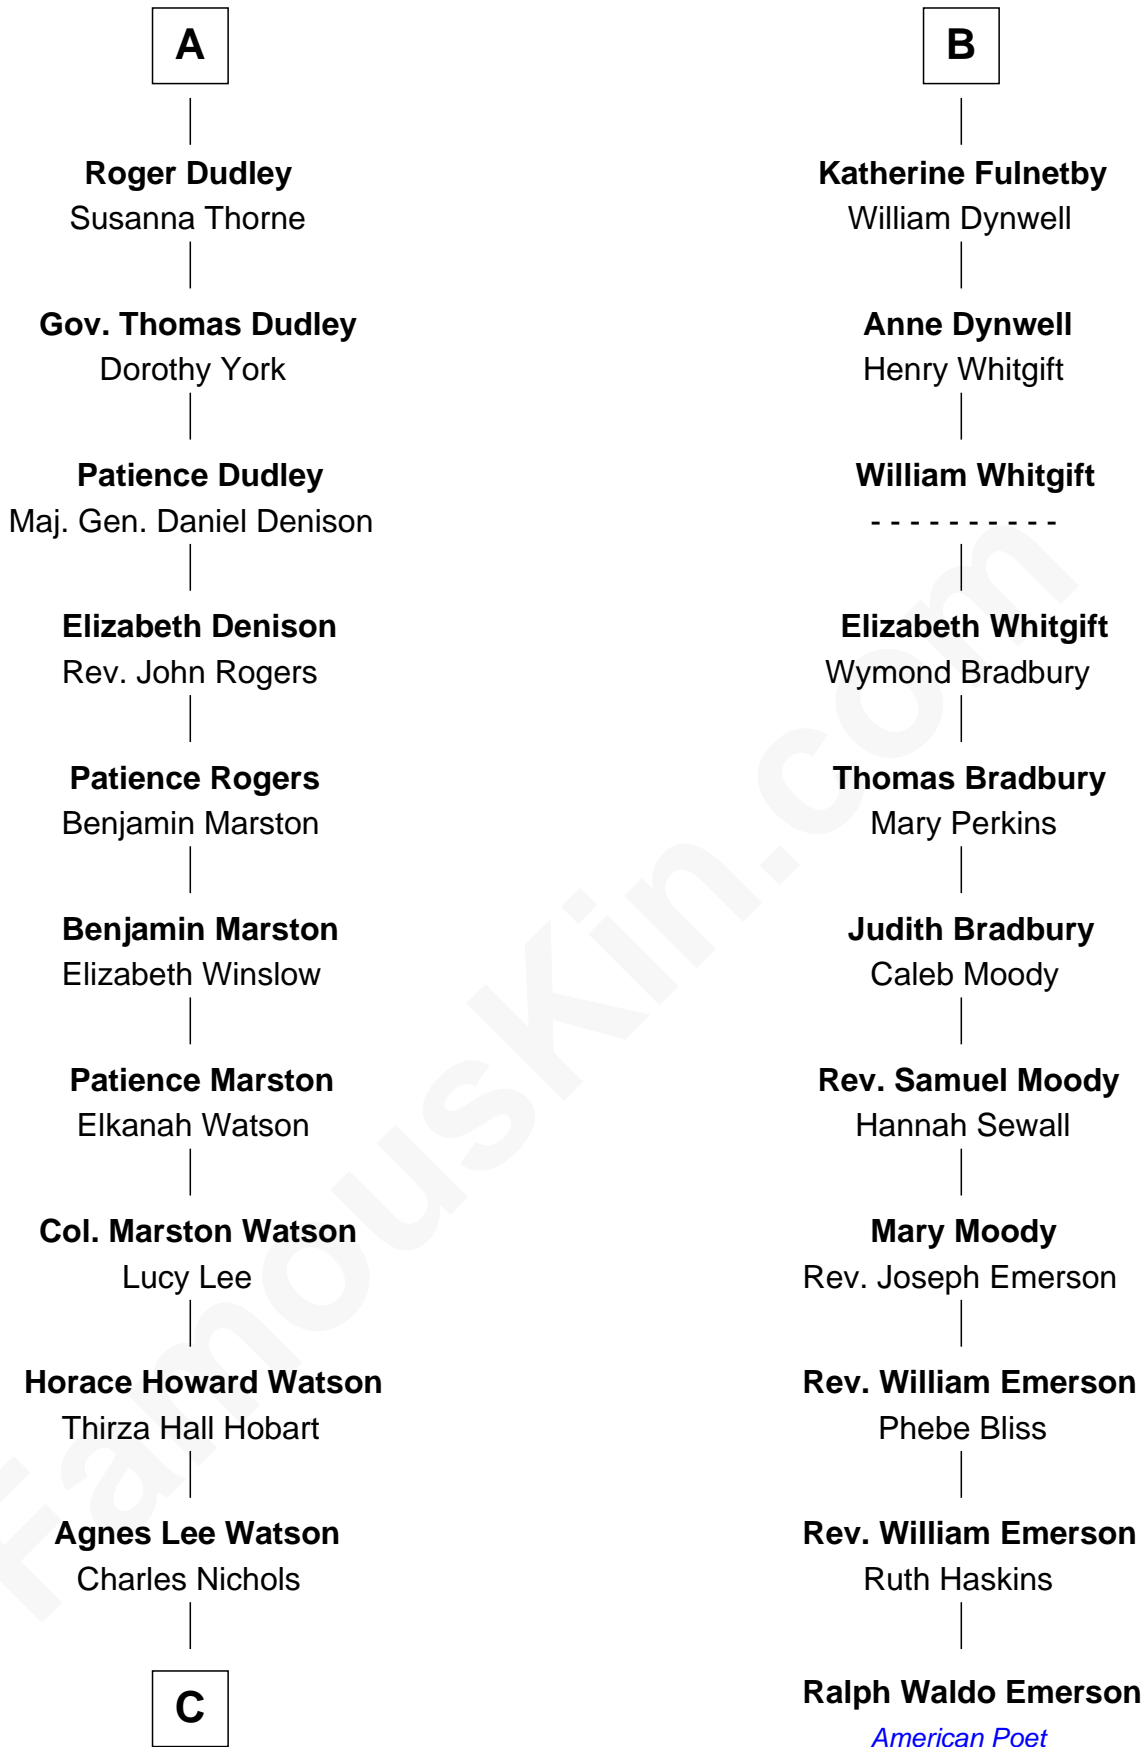 A
Roger Dudley
Susanna Thorne
Gov. Thomas Dudley
Dorothy York
Patience Dudley
Maj. Gen. Daniel Denison
Elizabeth Denison
Rev. John Rogers
Patience Rogers
Benjamin Marston
Benjamin Marston
Elizabeth Winslow
Patience Marston
Elkanah Watson
Col. Marston Watson
Lucy Lee
Horace Howard Watson
Thirza Hall Hobart
Agnes Lee Watson
Charles Nichols
C
B
Katherine Fulnetby
William Dynwell
Anne Dynwell
Henry Whitgift
William Whitgift
- - - - - - - - - -
Elizabeth Whitgift
Wymond Bradbury
Thomas Bradbury
Mary Perkins
Judith Bradbury
Caleb Moody
Rev. Samuel Moody
Hannah Sewall
Mary Moody
Rev. Joseph Emerson
Rev. William Emerson
Phebe Bliss
Rev. William Emerson
Ruth Haskins
Ralph Waldo Emerson
American Poet
FamousKin.com